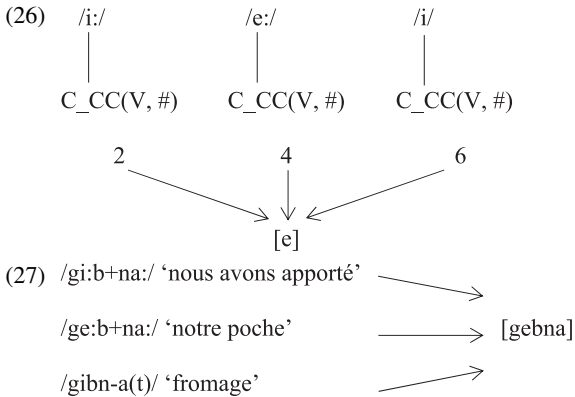 (26) /i:/ /e:/ /i/
C_CC(V, #) C_CC(V, #) C_CC(V, #)
2 4 6
[e]
(27) /gi:b+na:/ ‘nous avons apporté’
/ge:b+na:/ ‘notre poche’ [gebna]
/gibn-a(t)/ ‘fromage’